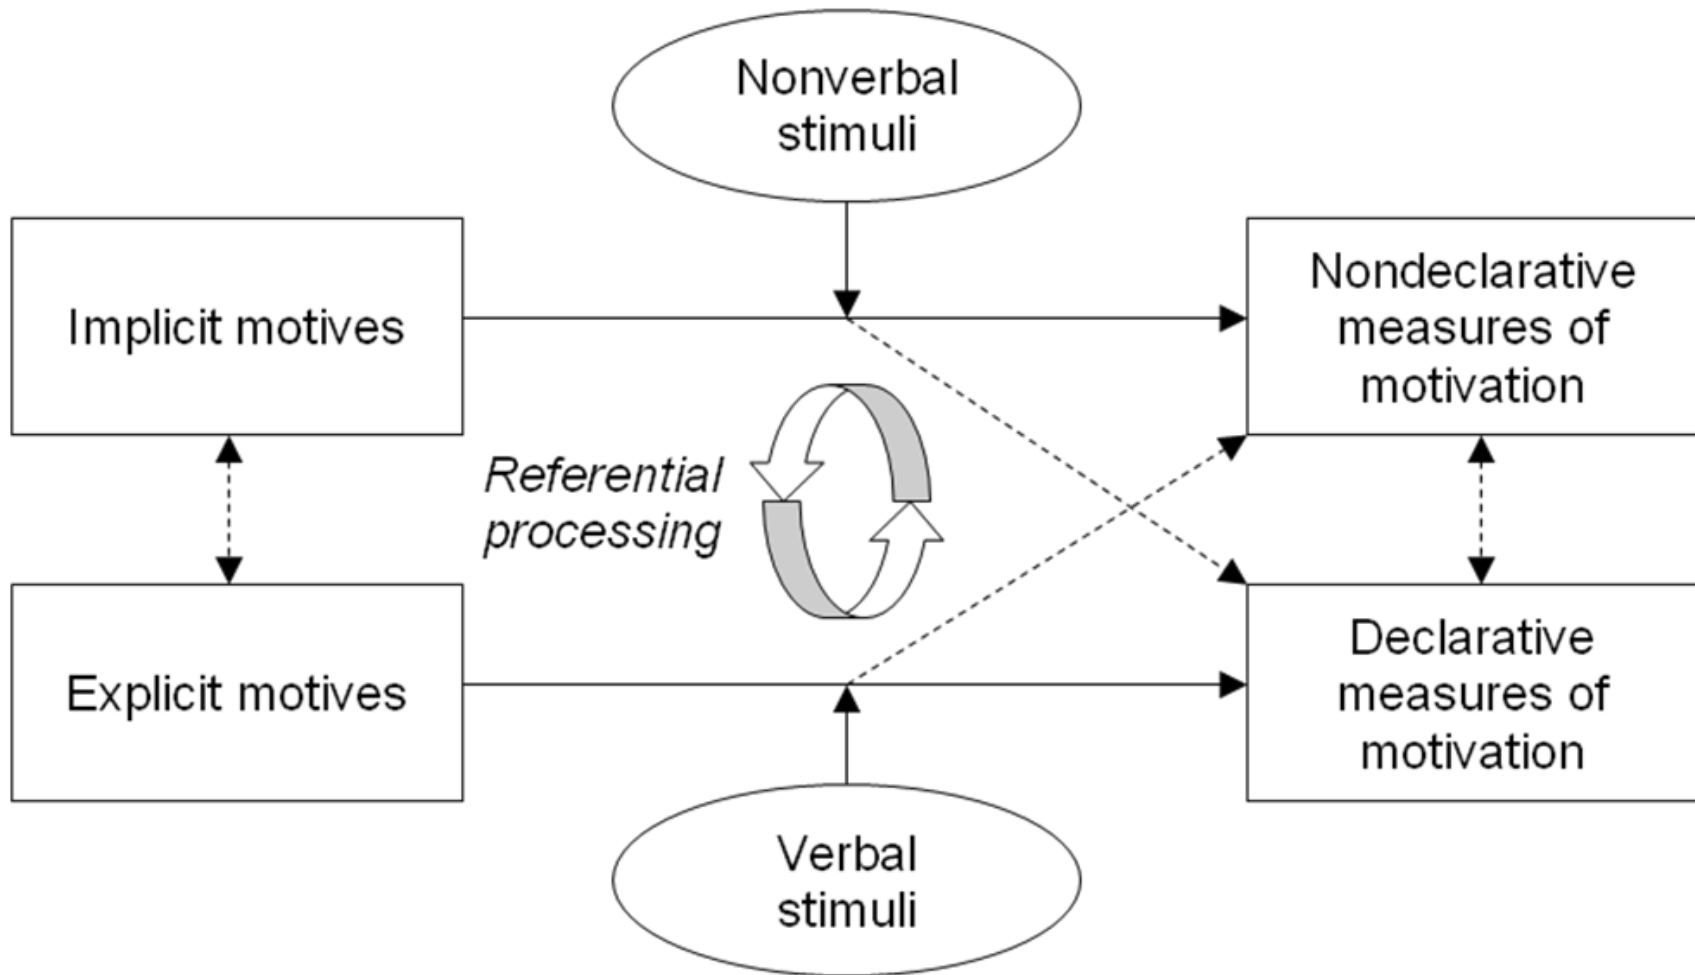 Nonverbal
stimuli
Implicit motives
Nondeclarative
measures of
motivation
Referential
processing
Explicit motives
Declarative
measures of
motivation
Verbal
stimuli